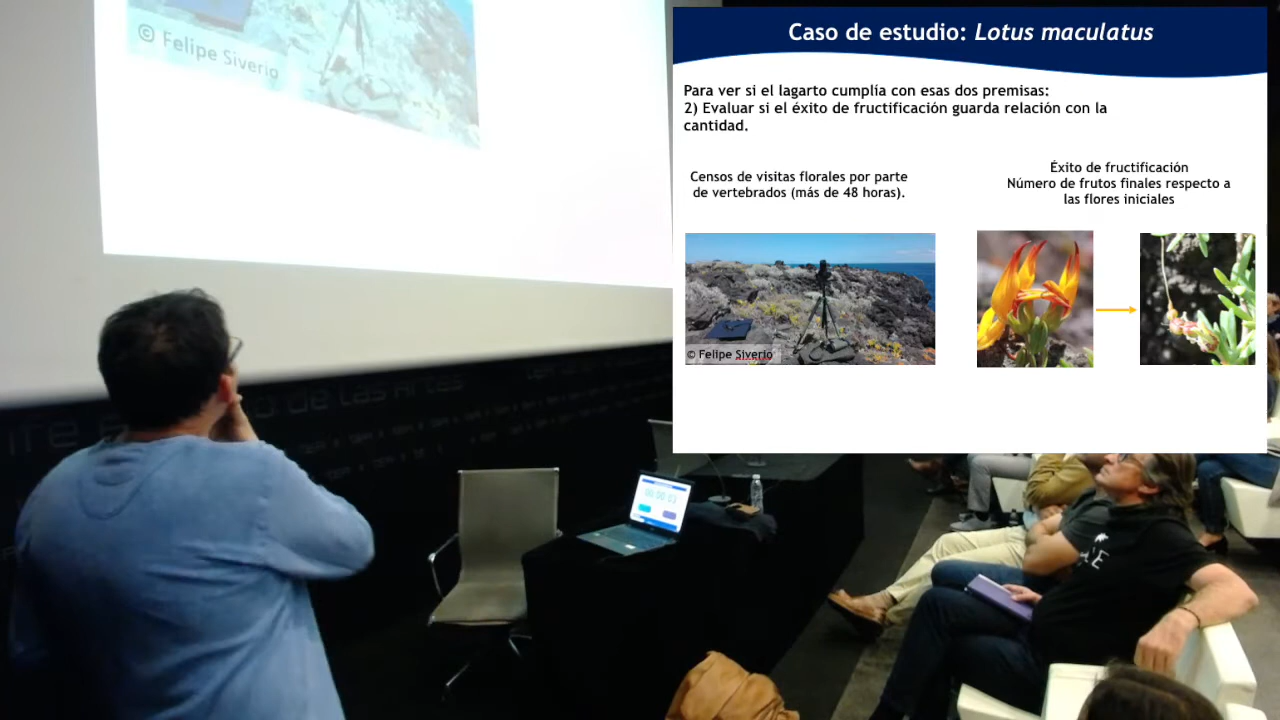 © Felipe Siverio
Caso de estudio: Lotus maculatus
Para ver si el lagarto cumplía con esas dos premisas:
2) Evaluar si el éxito de fructificación guarda relación con la
cantidad.
Censos de visitas florales por parte
de vertebrados (más de 48 horas).
Éxito de fructificación
Número de frutos finales respecto a
las flores iniciales
© Felipe Siverio